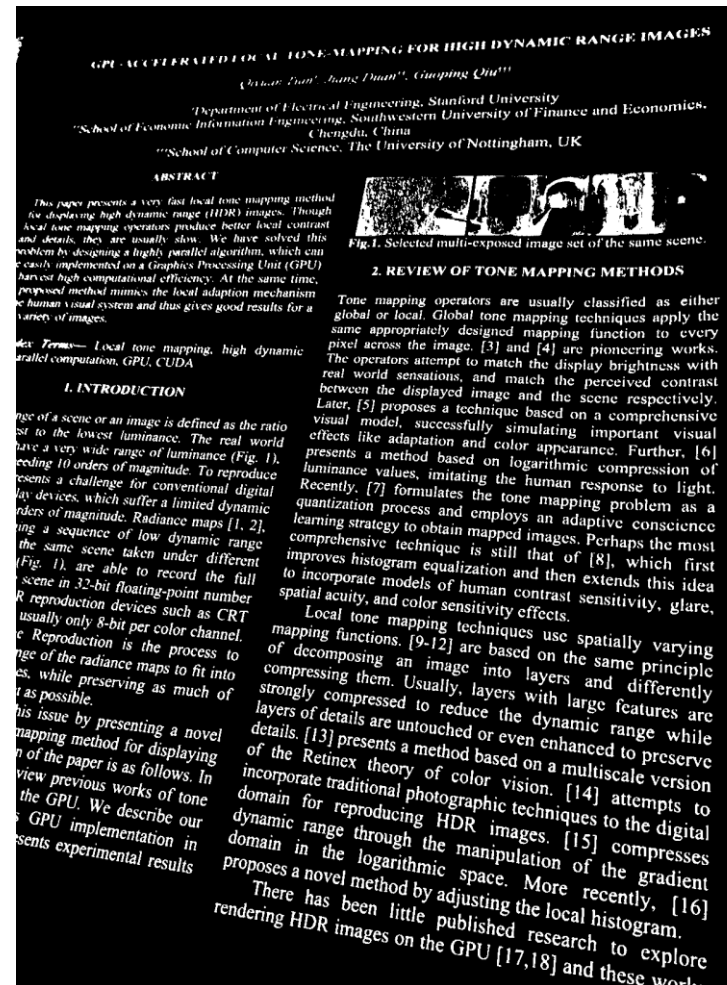 GPU-ACCELERATED LOCAL TONE-MAPPING FOR HIGH DYNAMIC RANGE IMAGES
Qiyuan Tian', Jiang Duan'', Guoping Qiu'''
'Department of Electrical Engineering, Stanford University
''School of Economic Information Engineering, Southwestern University of Finance and Economics,
Chengdu, China
'''School of Computer Science, The University of Nottingham, UK
ABSTRACT
This paper presents a very fast local tone mapping method
for displaying high dynamic range (HDR) images. Though
local tone mapping operators produce better local contrast
and details, they are usually slow. We have solved this
problem by designing a highly parallel algorithm, which can
easily implemented on a Graphics Processing Unit (GPU)
harvest high computational efficiency. At the same time,
proposed method mimics the local adaption mechanism
human visual system and thus gives good results for a
variety of images.
Terms— Local tone mapping, high dynamic
parallel computation, GPU, CUDA
1. INTRODUCTION
of a scene or an image is defined as the ratio
to the lowest luminance. The real world
have a very wide range of luminance (Fig. 1),
10 orders of magnitude. To reproduce
a challenge for conventional digital
devices, which suffer a limited dynamic
orders of magnitude. Radiance maps [1, 2],
a sequence of low dynamic range
the same scene taken under different
(Fig. 1), are able to record the full
scene in 32-bit floating-point number
reproduction devices such as CRT
usually only 8-bit per color channel.
Reproduction is the process to
of the radiance maps to fit into
while preserving as much of
as possible.
this issue by presenting a novel
mapping method for displaying
of the paper is as follows. In
previous works of tone
the GPU. We describe our
GPU implementation in
experimental results
Fig.1. Selected multi-exposed image set of the same scene.
2. REVIEW OF TONE MAPPING METHODS
Tone mapping operators are usually classified as either
global or local. Global tone mapping techniques apply the
same appropriately designed mapping function to every
pixel across the image. [3] and [4] are pioneering works.
The operators attempt to match the display brightness with
real world sensations, and match the perceived contrast
between the displayed image and the scene respectively.
Later, [5] proposes a technique based on a comprehensive
visual model, successfully simulating important visual
effects like adaptation and color appearance. Further, [6]
presents a method based on logarithmic compression of
luminance values, imitating the human response to light.
Recently, [7] formulates the tone mapping problem as a
quantization process and employs an adaptive conscience
learning strategy to obtain mapped images. Perhaps the most
comprehensive technique is still that of [8], which first
improves histogram equalization and then extends this idea
to incorporate models of human contrast sensitivity, glare,
spatial acuity, and color sensitivity effects.
Local tone mapping techniques use spatially varying
mapping functions. [9-12] are based on the same principle
of decomposing an image into layers and differently
compressing them. Usually, layers with large features are
strongly compressed to reduce the dynamic range while
layers of details are untouched or even enhanced to preserve
details. [13] presents a method based on a multiscale version
of the Retinex theory of color vision. [14] attempts to
incorporate traditional photographic techniques to the digital
domain for reproducing HDR images. [15] compresses
dynamic range through the manipulation of the gradient
domain in the logarithmic space. More recently, [16]
proposes a novel method by adjusting the local histogram.
There has been little published research to explore
rendering HDR images on the GPU [17,18] and these